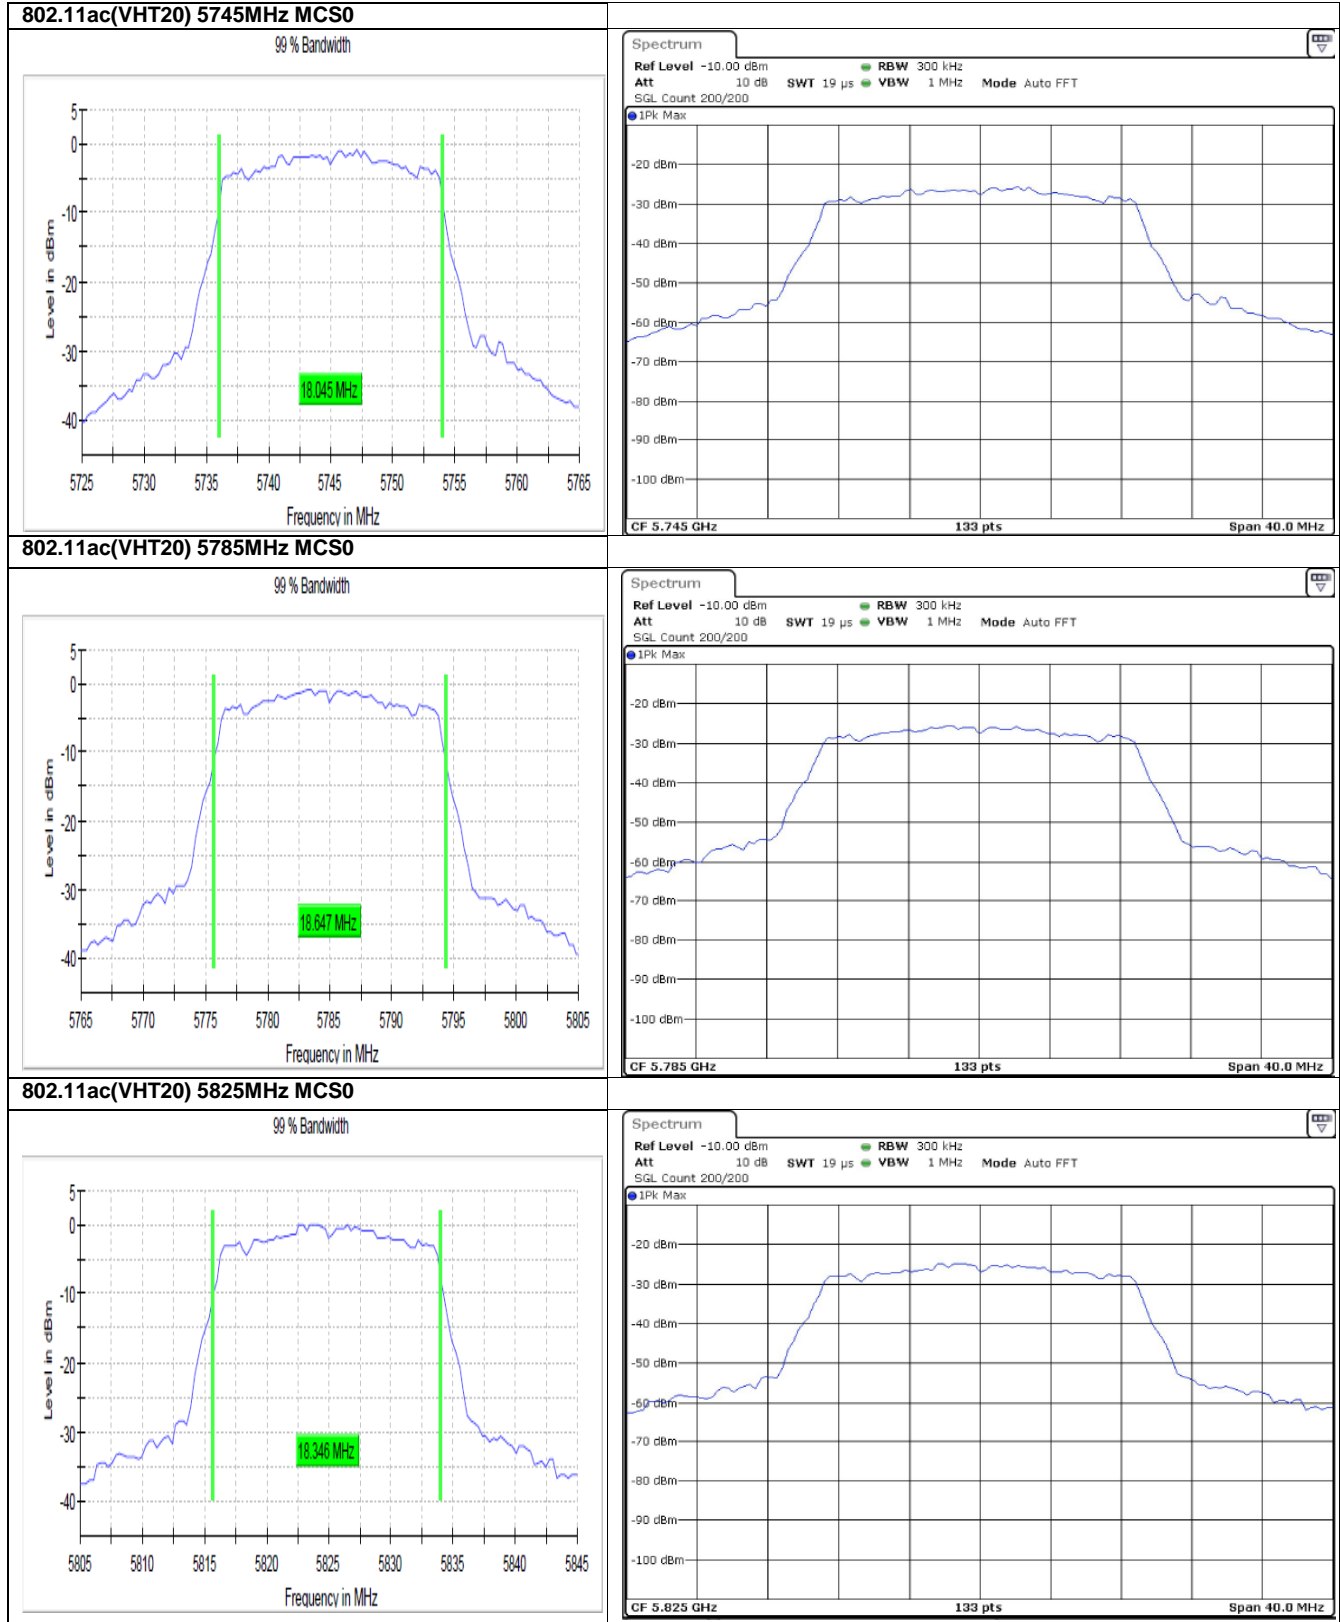 802.11ac(VHT20) 5745MHz MCS0
99 % Bandwidth
5
0
-10
-20
-30
-40
Level in dBm
18.045 MHz
5725 5730 5735 5740 5745 5750 5755 5760 5765
Frequency in MHz
Spectrum
Ref Level -10.00 dBm RBW 300 kHz
Att 10 dB SWT 19 µs VBW 1 MHz Mode Auto FFT
SGL Count 200/200
1Pk Max
-20 dBm
-30 dBm
-40 dBm
-50 dBm
-60 dBm
-70 dBm
-80 dBm
-90 dBm
-100 dBm
CF 5.745 GHz 133 pts Span 40.0 MHz
802.11ac(VHT20) 5785MHz MCS0
99 % Bandwidth
5
0
-10
-20
-30
-40
Level in dBm
18.647 MHz
5765 5770 5775 5780 5785 5790 5795 5800 5805
Frequency in MHz
Spectrum
Ref Level -10.00 dBm RBW 300 kHz
Att 10 dB SWT 19 µs VBW 1 MHz Mode Auto FFT
SGL Count 200/200
1Pk Max
-20 dBm
-30 dBm
-40 dBm
-50 dBm
-60 dBm
-70 dBm
-80 dBm
-90 dBm
-100 dBm
CF 5.785 GHz 133 pts Span 40.0 MHz
802.11ac(VHT20) 5825MHz MCS0
99 % Bandwidth
5
0
-10
-20
-30
-40
Level in dBm
18.346 MHz
5805 5810 5815 5820 5825 5830 5835 5840 5845
Frequency in MHz
Spectrum
Ref Level -10.00 dBm RBW 300 kHz
Att 10 dB SWT 19 µs VBW 1 MHz Mode Auto FFT
SGL Count 200/200
1Pk Max
-20 dBm
-30 dBm
-40 dBm
-50 dBm
-60 dBm
-70 dBm
-80 dBm
-90 dBm
-100 dBm
CF 5.825 GHz 133 pts Span 40.0 MHz